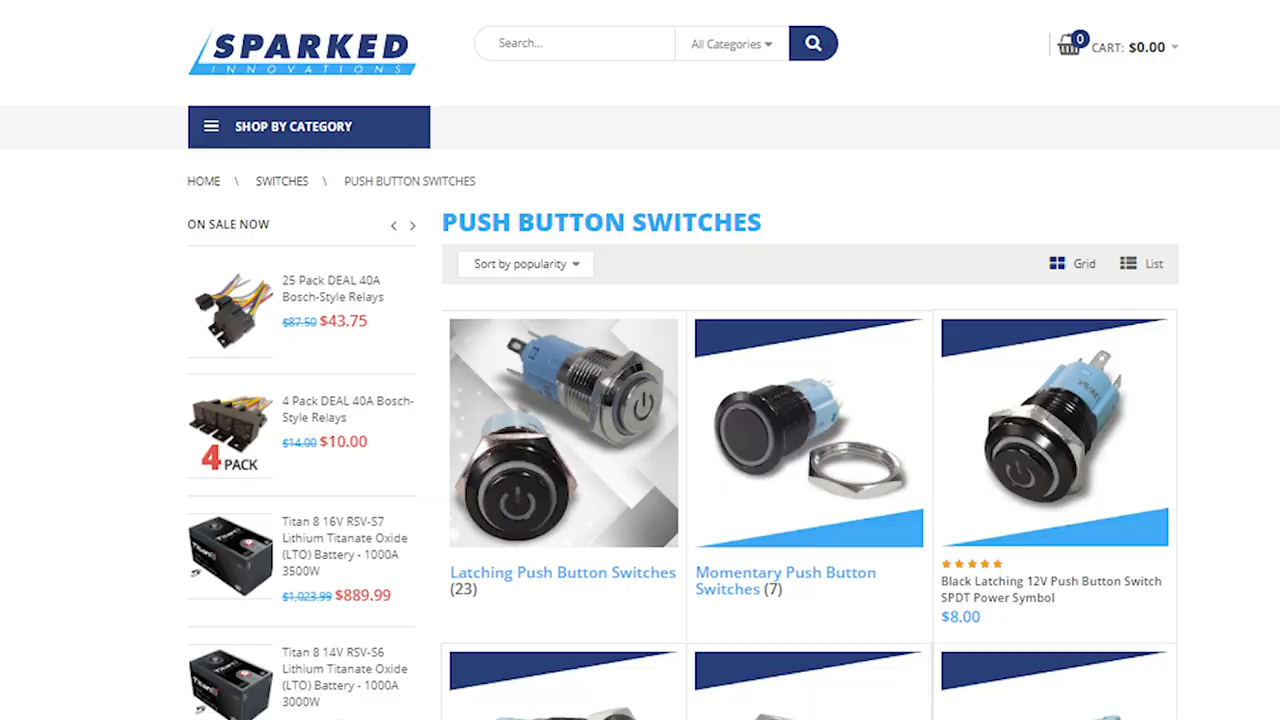 SPARKED
INNOVATIONS
Search...
All Categories
0
CART: $0.00
SHOP BY CATEGORY
HOME \ SWITCHES \ PUSH BUTTON SWITCHES
ON SALE NOW
25 Pack DEAL 40A
Bosch-Style Relays
$87.50 $43.75
4 PACK
4 Pack DEAL 40A Bosch-
Style Relays
$14.00 $10.00
Titan 8 16V RSV-S7
Lithium Titanate Oxide
(LTO) Battery - 1000A
3500W
$1,023.99 $889.99
Titan 8 14V RSV-S6
Lithium Titanate Oxide
(LTO) Battery - 1000A
3000W
PUSH BUTTON SWITCHES
Sort by popularity
Grid
List
Latching Push Button Switches
(23)
Momentary Push Button
Switches (7)
Black Latching 12V Push Button Switch
SPDT Power Symbol
$8.00